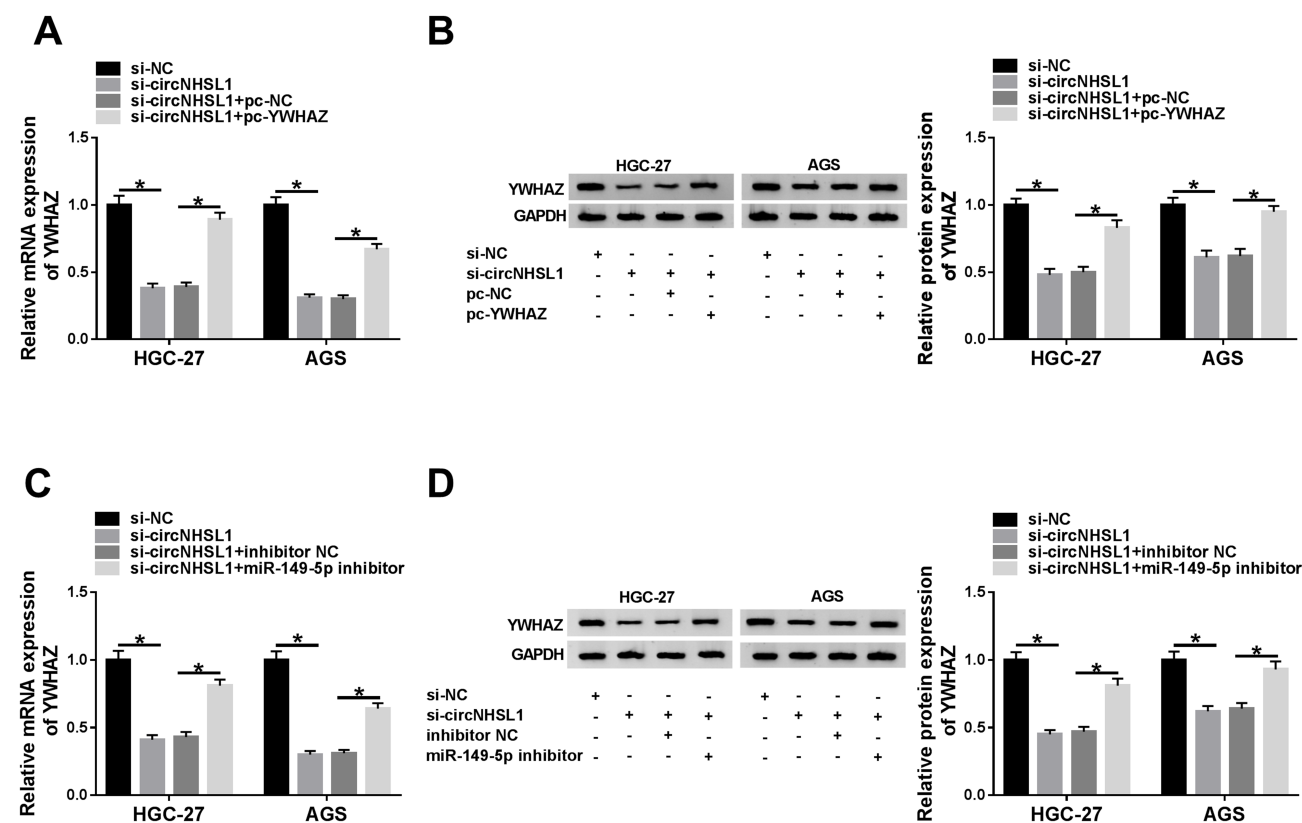 A
si-NC
si-circNHSL1
si-circNHSL1+pc-NC
si-circNHSL1+pc-YWHAZ
Relative mRNA expression
of YWHAZ
1.5
1.0
0.5
0.0
* * * *
HGC-27 AGS
B
HGC-27 AGS
YWHAZ
GAPDH
si-NC + - - - + - - -
si-circNHSL1 - + + + - + + +
pc-NC - - + - - - + -
pc-YWHAZ - - - + - - - +
si-NC
si-circNHSL1
si-circNHSL1+pc-NC
si-circNHSL1+pc-YWHAZ
Relative protein expression
of YWHAZ
1.5
1.0
0.5
0.0
* * * *
HGC-27 AGS
C
si-NC
si-circNHSL1
si-circNHSL1+inhibitor NC
si-circNHSL1+miR-149-5p inhibitor
Relative mRNA expression
of YWHAZ
1.5
1.0
0.5
0.0
* * * *
HGC-27 AGS
D
HGC-27 AGS
YWHAZ
GAPDH
si-NC + - - - + - - -
si-circNHSL1 - + + + - + + +
inhibitor NC - - + - - - + -
miR-149-5p inhibitor - - - + - - - +
si-NC
si-circNHSL1
si-circNHSL1+inhibitor NC
si-circNHSL1+miR-149-5p inhibitor
Relative protein expression
of YWHAZ
1.5
1.0
0.5
0.0
* * * *
HGC-27 AGS